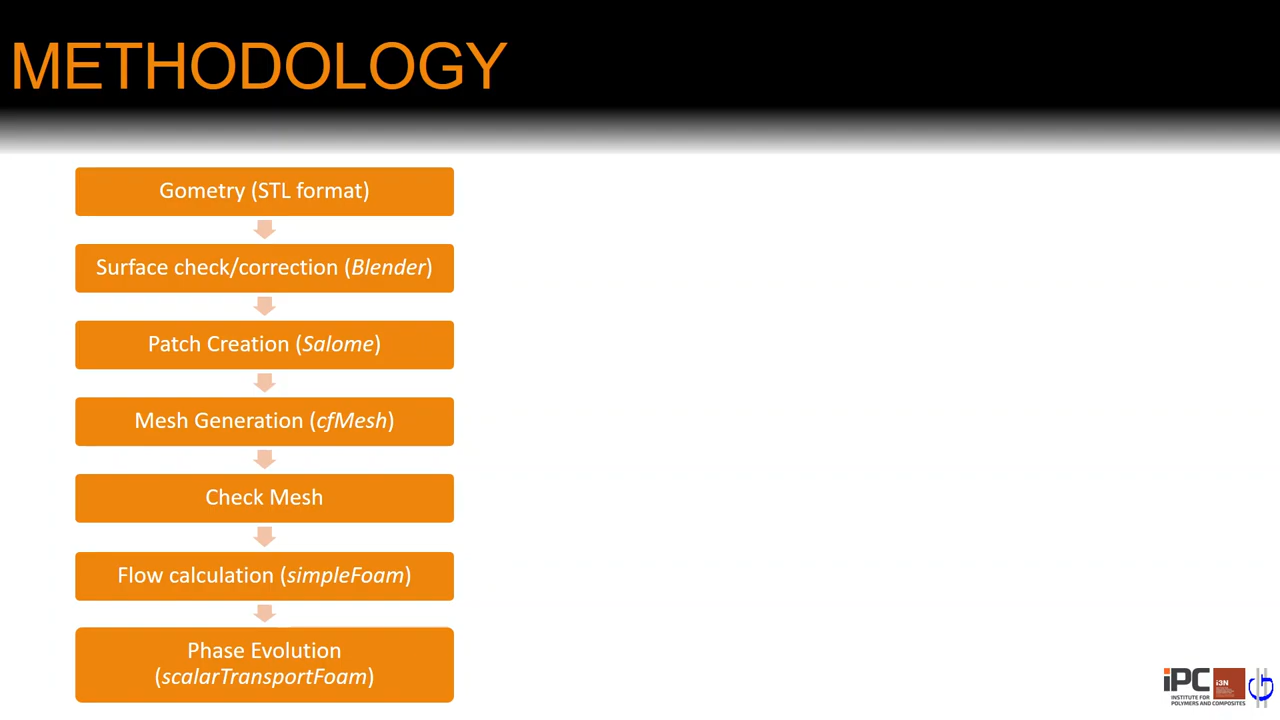 METHODOLOGY
Gometry (STL format)
Surface check/correction (Blender)
Patch Creation (Salome)
Mesh Generation (cfMesh)
Check Mesh
Flow calculation (simpleFoam)
Phase Evolution
(scalarTransportFoam)
iPC
i3N
INSTITUTE FOR
POLYMERS AND COMPOSITES